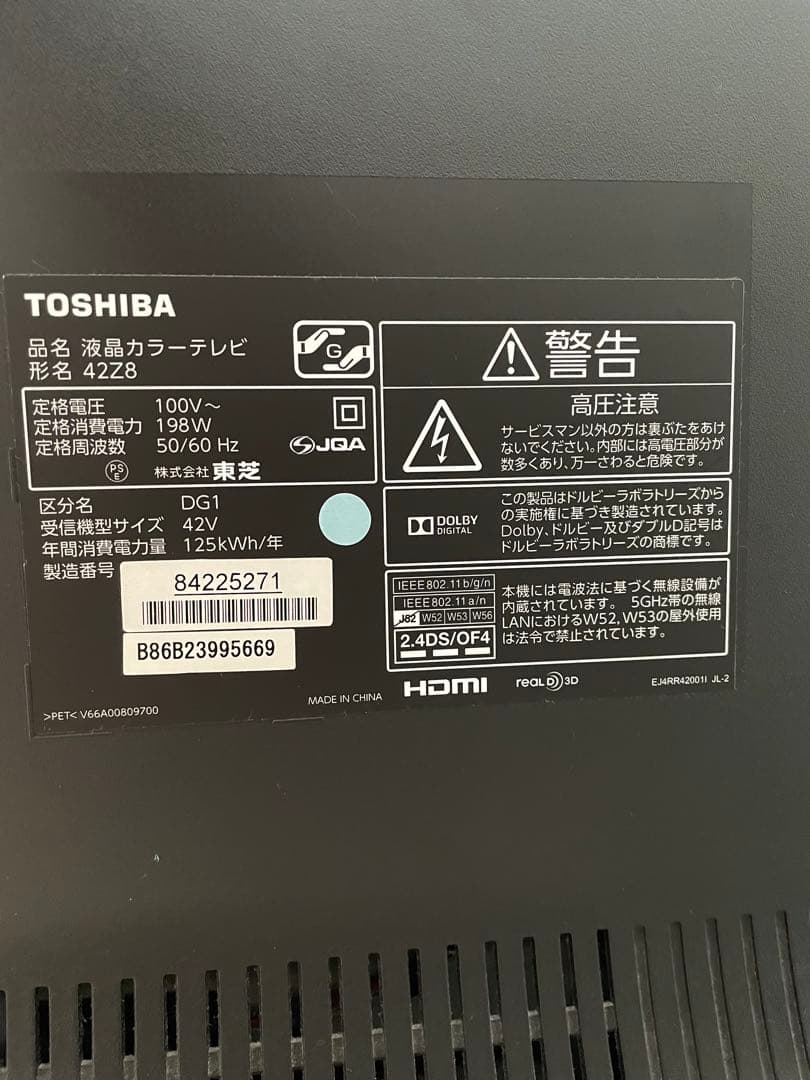 TOSHIBA
品名 液晶カラーテレビ
形名 42Z8
G
定格電圧 100V～
定格消費電力 198W
定格周波数 50/60 Hz
JQA
PS
E
株式会社 東芝
区分名 DG1
受信機型サイズ 42V
年間消費電力量 125kWh/年
製造番号
84225271
B86B23995669
>PET< V66A00809700
MADE IN CHINA
警告
高圧注意
サービスマン以外の方は裏ぶたをあけ
ないでください。内部には高電圧部分が
数多くあり、万一さわると危険です。
DOLBY
DIGITAL
この製品はドルビーラボラトリーズから
の実施権に基づき製造されています。
Dolby、ドルビー及びダブルD記号は
ドルビーラボラトリーズの商標です。
IEEE802.11b/g/n
IEEE802.11a/n
J52 W52 W53 W56
2.4DS/OF4
本機には電波法に基づく無線設備が
内蔵されています。 5GHz帯の無線
LANにおけるW52、W53の屋外使用
は法令で禁止されています。
HDMI
REAL D 3D
EJ4RR42001I JL-2